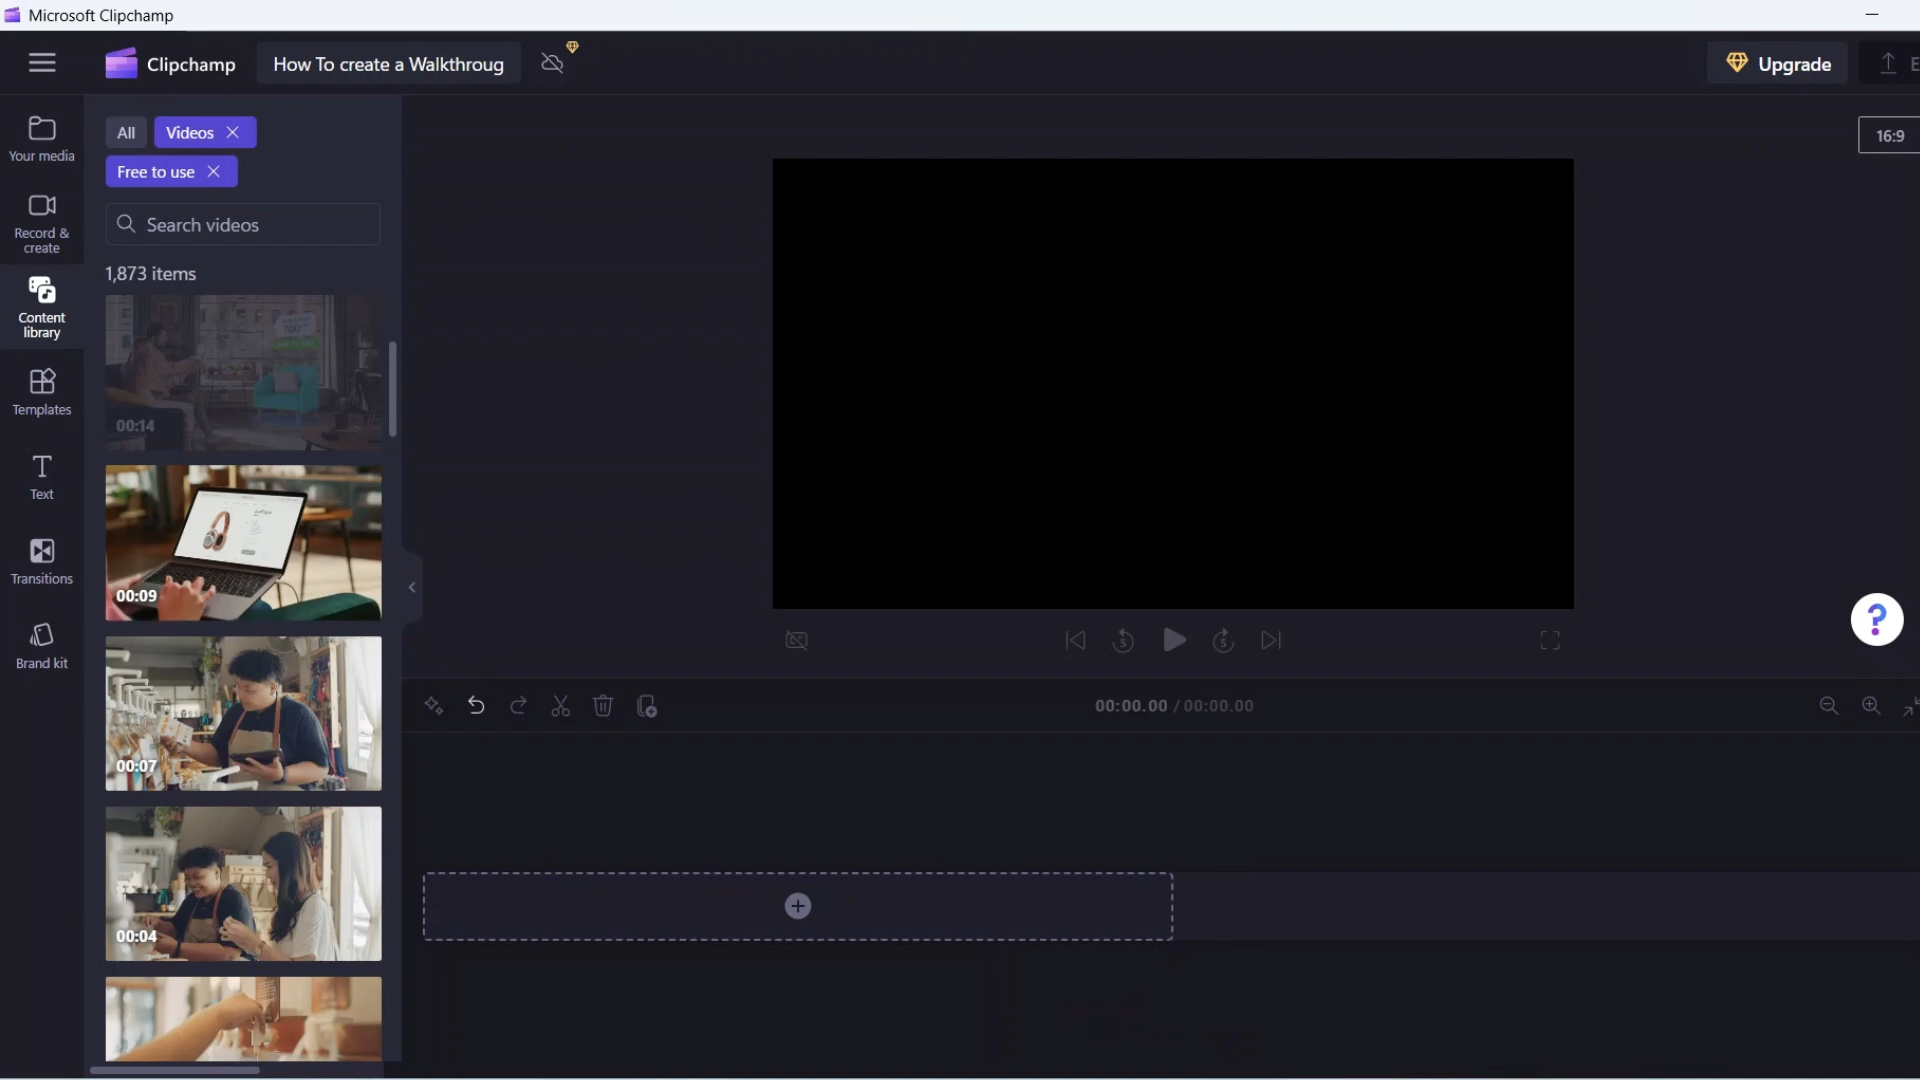 Microsoft Clipchamp
Clipchamp
How To create a Walkthroug
Upgrade
E
All
Videos
Free to use
Search videos
1,873 items
Your media
Record &
create
Content
library
Templates
Text
Transitions
Brand kit
00:14
00:09
00:07
00:04
16:9
5
5
?
00:00.00 / 00:00.00